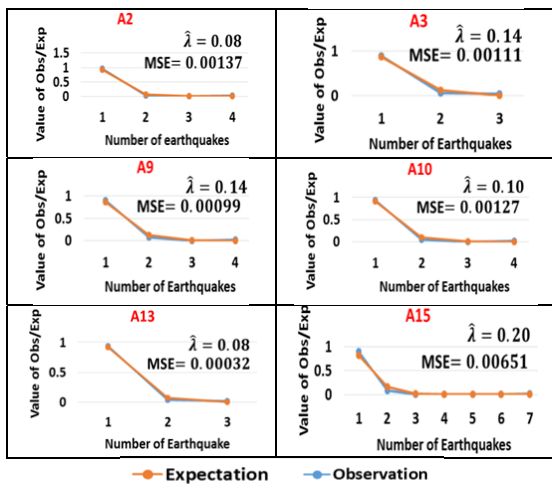 A2
λ̂ = 0.08
MSE= 0.00137
Value of Obs/Exp
1.5
1
0.5
0
1 2 3 4
Number of earthquakes
A3
λ̂ = 0.14
MSE= 0.00111
Value of Obs/Exp
1
0
1 2 3
Number of earthquakes
A9
λ̂ = 0.14
MSE= 0.00099
Value of Obs/Exp
1
0.5
0
1 2 3 4
Number of Earthquakes
A10
λ̂ = 0.10
MSE= 0.00127
Value of Obs/Exp
1
0.5
0
1 2 3 4
Number of Earthquakes
A13
λ̂ = 0.08
MSE= 0.00032
Value of Obs/Exp
1
0.5
0
1 2 3
Number of Earthquake
A15
λ̂ = 0.20
MSE= 0.00651
Value of Obs/Exp
1
0.5
0
1 2 3 4 5 6 7
Number of Earthquakes
Expectation Observation